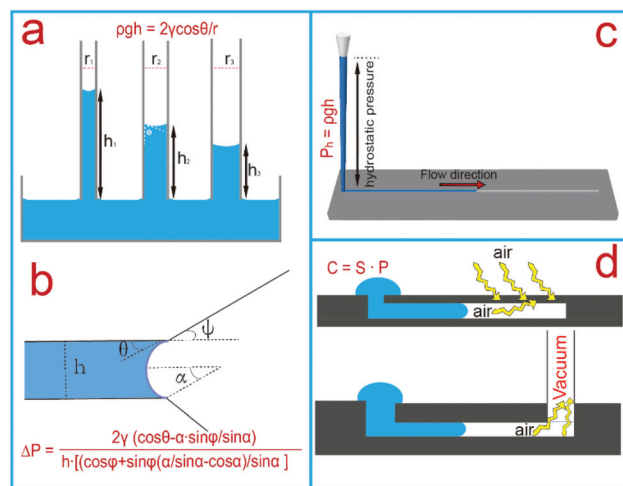 a
ρgh = 2γcosθ/r
r₁
r₂
r₃
θ
h₁
h₂
h₃
b
θ
ψ
h
α
ΔP = 2γ (cosθ-α·sinφ/sinα)
h·[(cosφ+sinφ(α/sinα-cosα)/sinα ]
c
Pₕ = ρgh
hydrostatic pressure
Flow direction
d
C = S · P
air
air
Vacuum
air